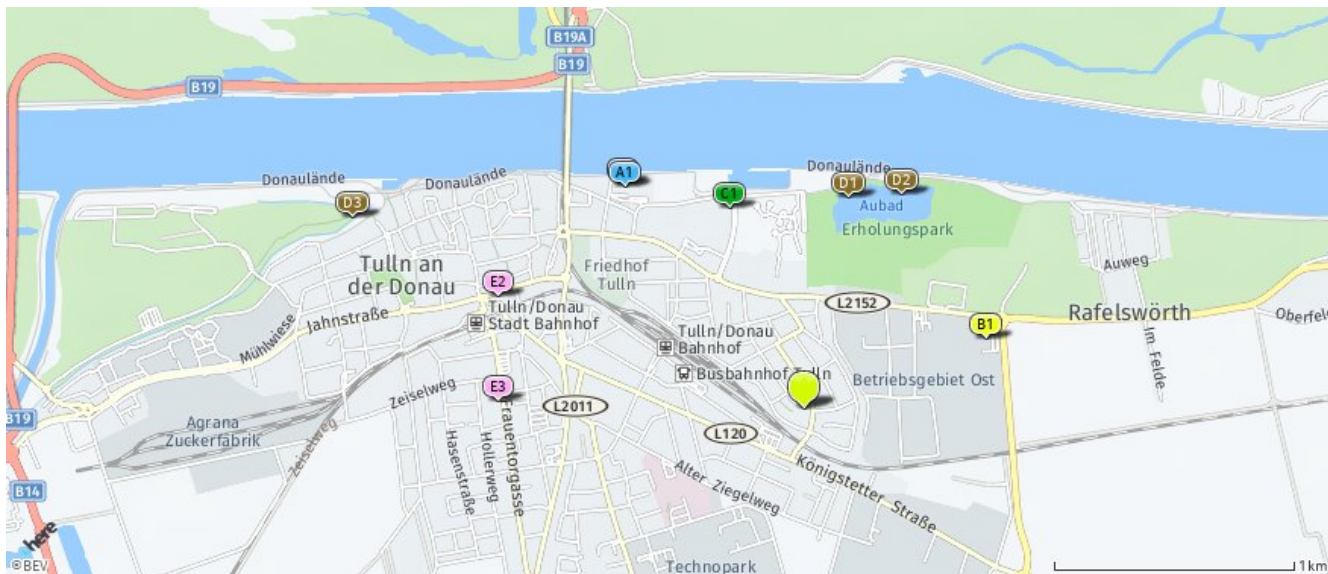 B19A
B19
B19
Donaulände
A1
Donaulände
Donaulände
D3
C1
D1
D2
Aubad
Erholungspark
Tulln an
der Donau
Friedhof
Tulln
Auweg
E2
L2152
Rafelswörth
Oberfel
Jahnstraße
Tulln/Donau
Stadt Bahnhof
B1
Mühlwiese
Tulln/Donau
Bahnhof
Im Felde
Busbahnhof Tulln
Betriebsgebiet Ost
Zeiselweg
E3
L2011
B19
Agrana
Zuckerfabrik
Frauentorgasse
Hollerweg
Hasenstraße
L120
Zeiselweg
Königstetter Straße
Alter Ziegelweg
B14
here
©BEV
Technopark
1 km